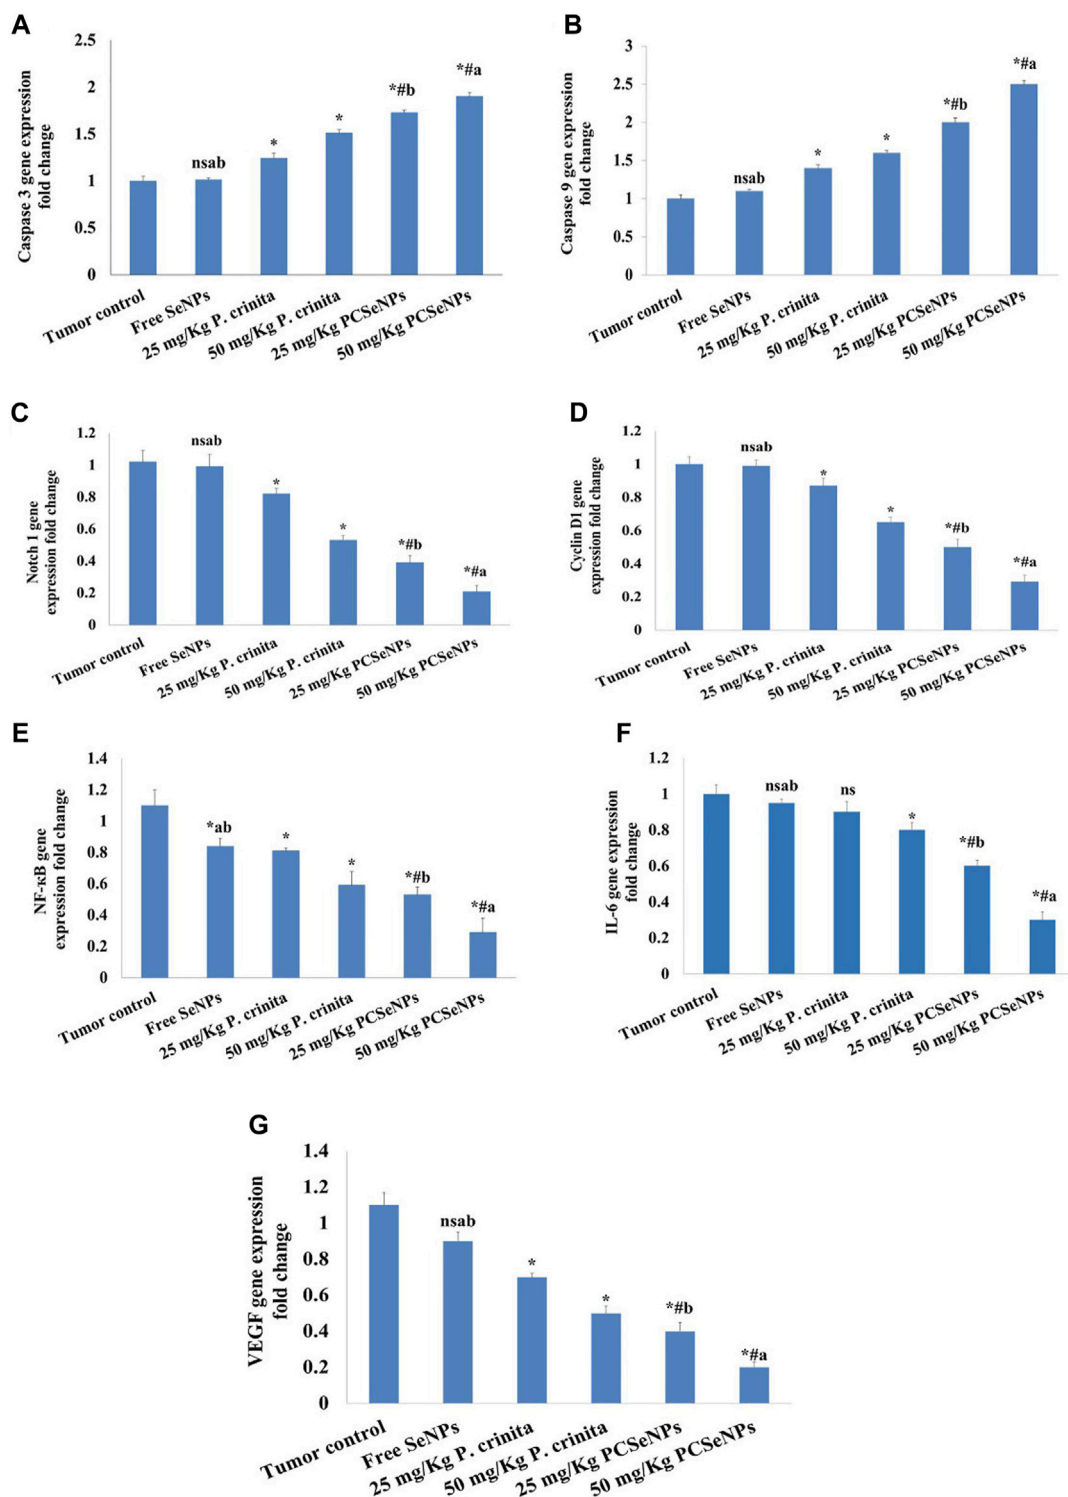 A
Caspase 3 gene expression
fold change
2.5
2
1.5
1
0.5
0
nsab
*
*
*#b
*#a
Tumor control
Free SeNPs
25 mg/Kg P. crinita
50 mg/Kg P. crinita
25 mg/Kg PCSeNPs
50 mg/Kg PCSeNPs
B
Caspase 9 gen expression
fold change
3
2.5
2
1.5
1
0.5
0
nsab
*
*
*#b
*#a
Tumor control
Free SeNPs
25 mg/Kg P. crinita
50 mg/Kg P. crinita
25 mg/Kg PCSeNPs
50 mg/Kg PCSeNPs
C
Notch 1 gene
expression fold change
1.2
1
0.8
0.6
0.4
0.2
0
nsab
*
*
*#b
*#a
Tumor control
Free SeNPs
25 mg/Kg P. crinita
50 mg/Kg P. crinita
25 mg/Kg PCSeNPs
50 mg/Kg PCSeNPs
D
Cyclin D1 gene
expression fold change
1.2
1
0.8
0.6
0.4
0.2
0
nsab
*
*
*#b
*#a
Tumor control
Free SeNPs
25 mg/Kg P. crinita
50 mg/Kg P. crinita
25 mg/Kg PCSeNPs
50 mg/Kg PCSeNPs
E
NF-κB gene
expression fold change
1.4
1.2
1
0.8
0.6
0.4
0.2
0
*ab
*
*
*#b
*#a
Tumor control
Free SeNPs
25 mg/Kg P. crinita
50 mg/Kg P. crinita
25 mg/Kg PCSeNPs
50 mg/Kg PCSeNPs
F
IL-6 gene expression
fold change
1.2
1
0.8
0.6
0.4
0.2
0
nsab
ns
*
*#b
*#a
Tumor control
Free SeNPs
25 mg/Kg P. crinita
50 mg/Kg P. crinita
25 mg/Kg PCSeNPs
50 mg/Kg PCSeNPs
G
VEGF gene expression
fold change
1.4
1.2
1
0.8
0.6
0.4
0.2
0
nsab
*
*
*#b
*#a
Tumor control
Free SeNPs
25 mg/Kg P. crinita
50 mg/Kg P. crinita
25 mg/Kg PCSeNPs
50 mg/Kg PCSeNPs